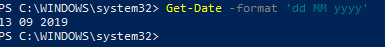 PS C:\WINDOWS\system32> Get-Date -format 'dd MM yyyy'
13 09 2019
PS C:\WINDOWS\system32>